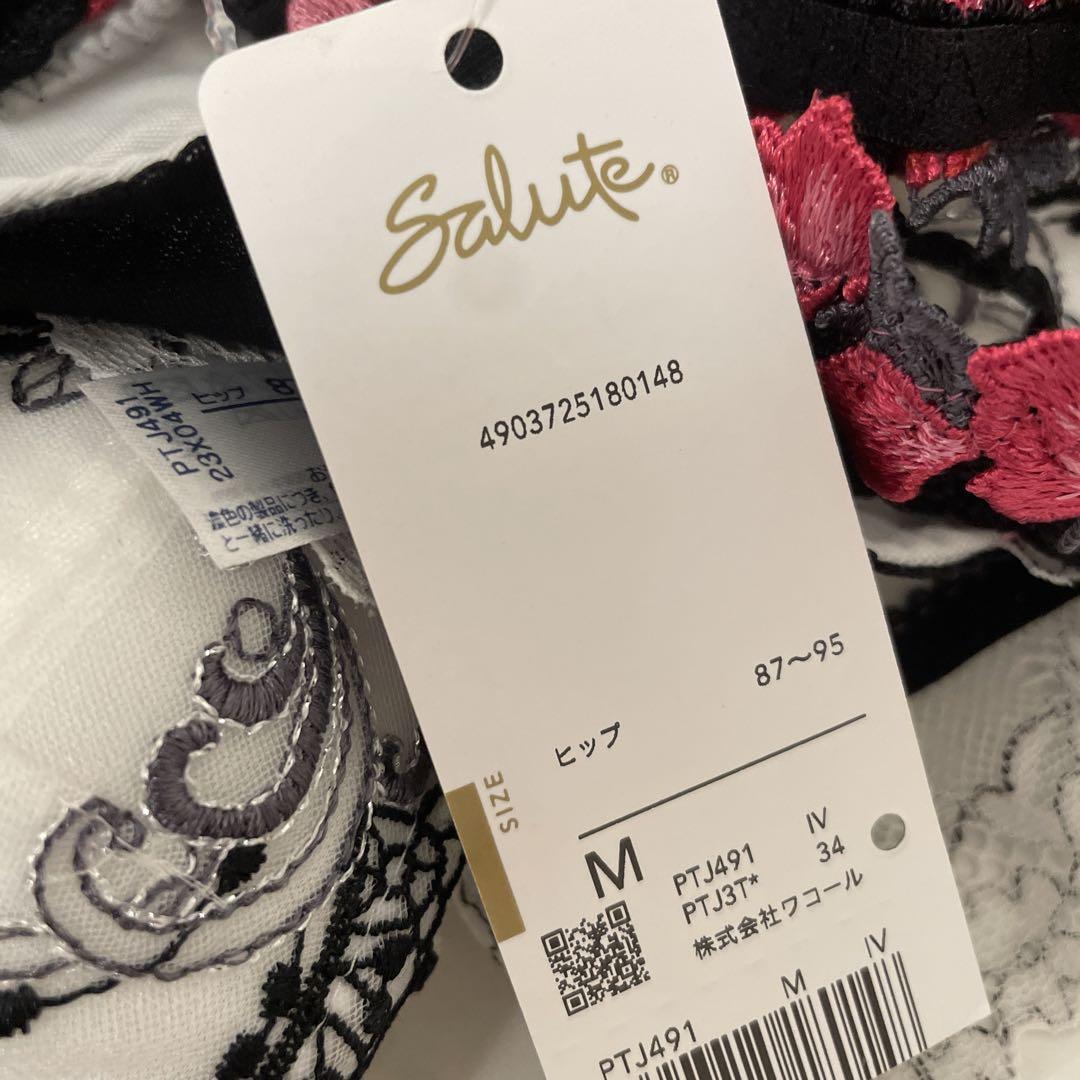 Salute®
4903725180148
87〜95
ヒップ
SIZE
M
PTJ491 IV
PTJ3T* 34
株式会社ワコール
M IV
PTJ491
ヒップ 87
PTJ491
23X04WH
濃色の製品につき、
と一緒に洗ったり